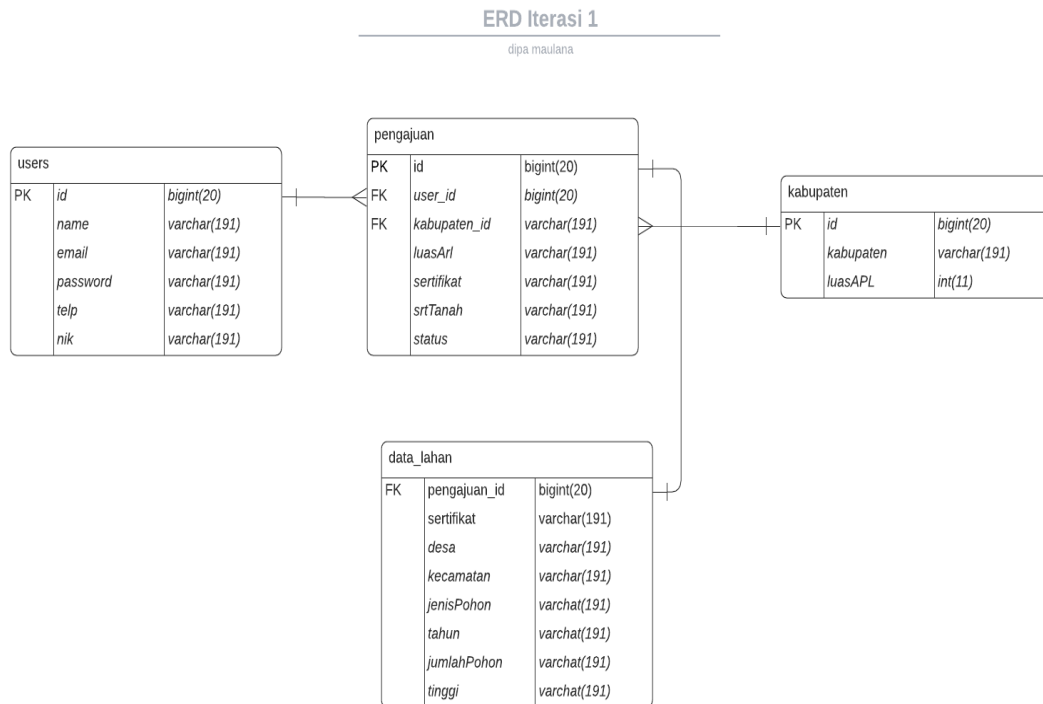 ERD Iterasi 1
dipa maulana
users
PK id bigint(20)
name varchar(191)
email varchar(191)
password varchar(191)
telp varchar(191)
nik varchar(191)
pengajuan
PK id bigint(20)
FK user_id bigint(20)
FK kabupaten_id varchar(191)
luasArl varchar(191)
sertifikat varchar(191)
srtTanah varchar(191)
status varchar(191)
kabupaten
PK id bigint(20)
kabupaten varchar(191)
luasAPL int(11)
data_lahan
FK pengajuan_id bigint(20)
sertifikat varchar(191)
desa varchar(191)
kecamatan varchar(191)
jenisPohon varchat(191)
tahun varchat(191)
jumlahPohon varchat(191)
tinggi varchat(191)